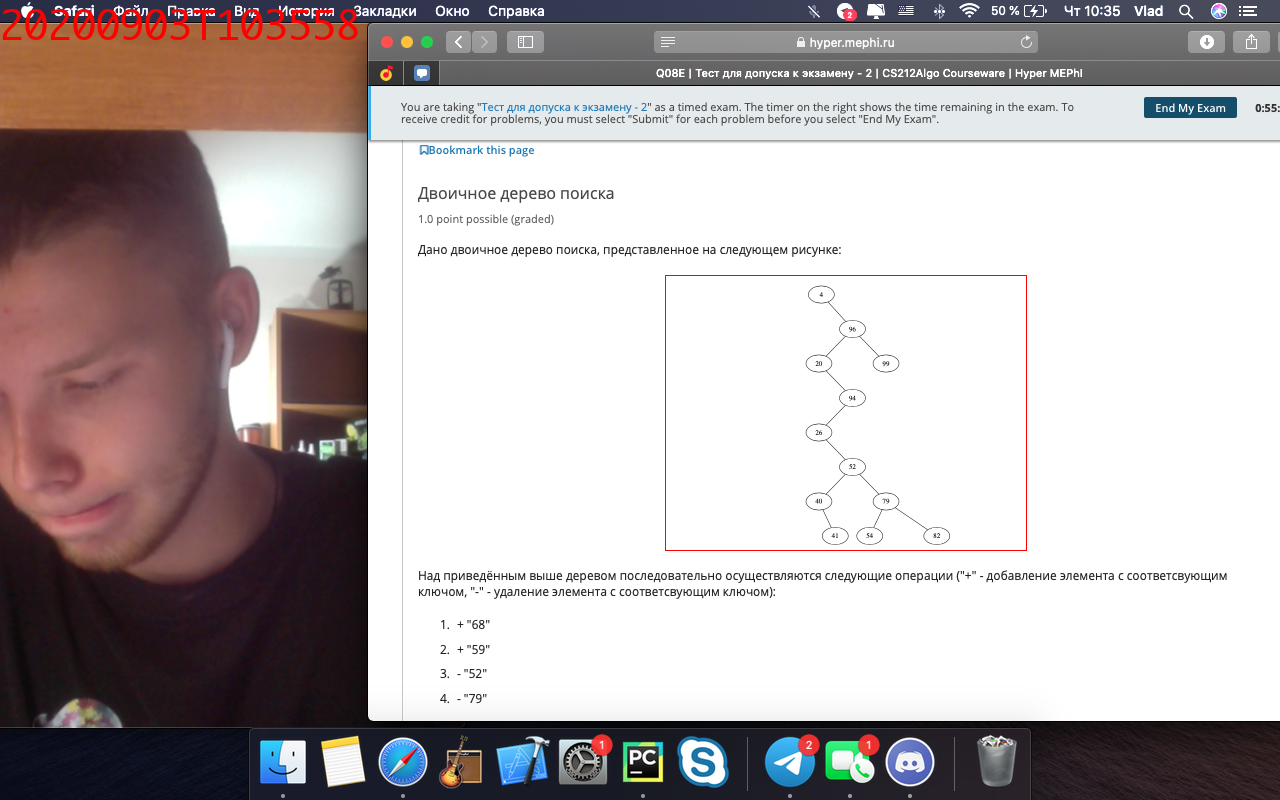 Safari Файл Правка Вид История Закладки Окно Справка 2 50 % Чт 10:35 Vlad
20200903T103558
hyper.mephi.ru
Q08E | Тест для допуска к экзамену - 2 | CS212Algo Courseware | Hyper MEPhI
You are taking "Тест для допуска к экзамену - 2" as a timed exam. The timer on the right shows the time remaining in the exam. To
receive credit for problems, you must select "Submit" for each problem before you select "End My Exam".
End My Exam
0:55:
Bookmark this page
Двоичное дерево поиска
1.0 point possible (graded)
Дано двоичное дерево поиска, представленное на следующем рисунке:
4
96
20 99
94
26
52
40 79
41 54 82
Над приведённым выше деревом последовательно осуществляются следующие операции ("+" - добавление элемента с соответсвующим
ключом, "-" - удаление элемента с соответсвующим ключом):
1. + "68"
2. + "59"
3. - "52"
4. - "79"
1 PC 2 1